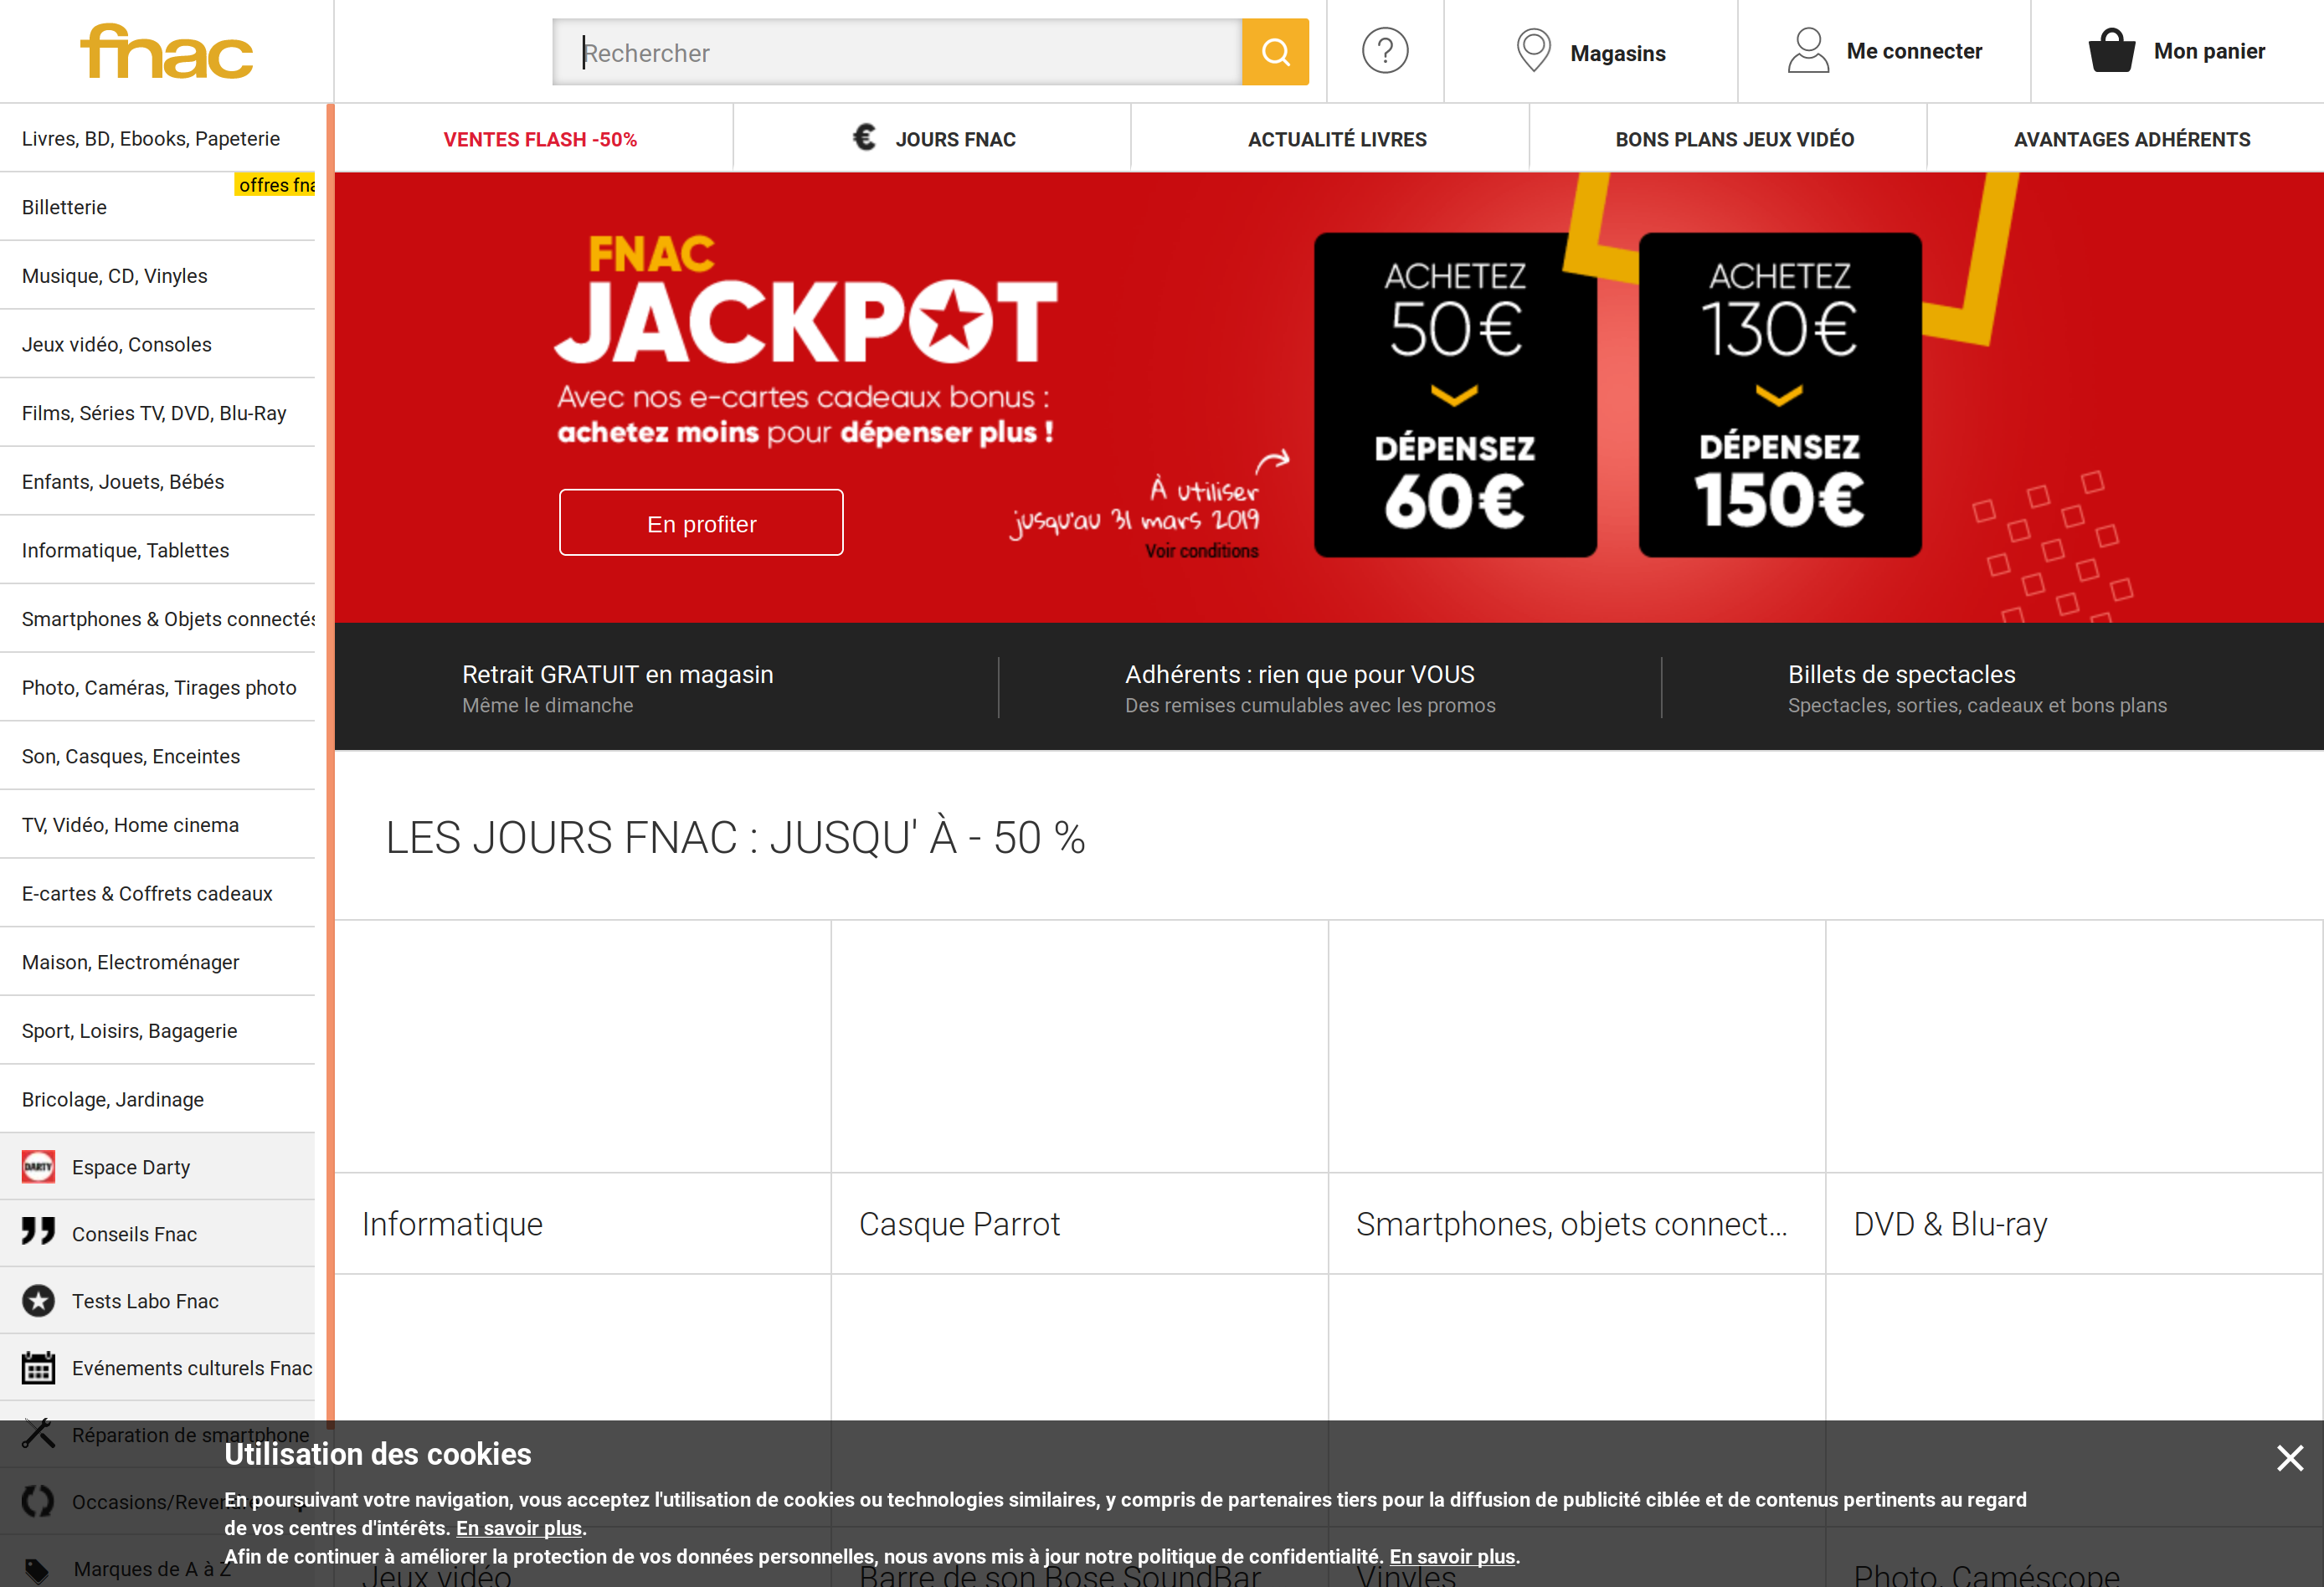 fnac
Rechercher
?
Magasins
Me connecter
Mon panier
VENTES FLASH -50%
€ JOURS FNAC
ACTUALITÉ LIVRES
BONS PLANS JEUX VIDÉO
AVANTAGES ADHÉRENTS
Livres, BD, Ebooks, Papeterie
offres fna
Billetterie
Musique, CD, Vinyles
Jeux vidéo, Consoles
Films, Séries TV, DVD, Blu-Ray
Enfants, Jouets, Bébés
Informatique, Tablettes
Smartphones & Objets connectés
Photo, Caméras, Tirages photo
Son, Casques, Enceintes
TV, Vidéo, Home cinema
E-cartes & Coffrets cadeaux
Maison, Electroménager
Sport, Loisirs, Bagagerie
Bricolage, Jardinage
DARTY
Espace Darty
Conseils Fnac
Tests Labo Fnac
Evénements culturels Fnac
Réparation de smartphone
Marques de A à Z
FNAC
JACKPOT
Avec nos e-cartes cadeaux bonus :
achetez moins pour dépenser plus !
En profiter
À utiliser
jusqu'au 31 mars 2019
Voir conditions
ACHETEZ
50€
DÉPENSEZ
60€
ACHETEZ
130€
DÉPENSEZ
150€
Retrait GRATUIT en magasin
Même le dimanche
Adhérents : rien que pour VOUS
Des remises cumulables avec les promos
Billets de spectacles
Spectacles, sorties, cadeaux et bons plans
LES JOURS FNAC : JUSQU' À - 50 %
Informatique
Casque Parrot
Smartphones, objets connect...
DVD & Blu-ray
Utilisation des cookies
En poursuivant votre navigation, vous acceptez l'utilisation de cookies ou technologies similaires, y compris de partenaires tiers pour la diffusion de publicité ciblée et de contenus pertinents au regard
de vos centres d'intérêts. En savoir plus.
Afin de continuer à améliorer la protection de vos données personnelles, nous avons mis à jour notre politique de confidentialité. En savoir plus.
Jeux vidéo
Barre de son Bose SoundBar
Vinyles
Photo, Caméscope